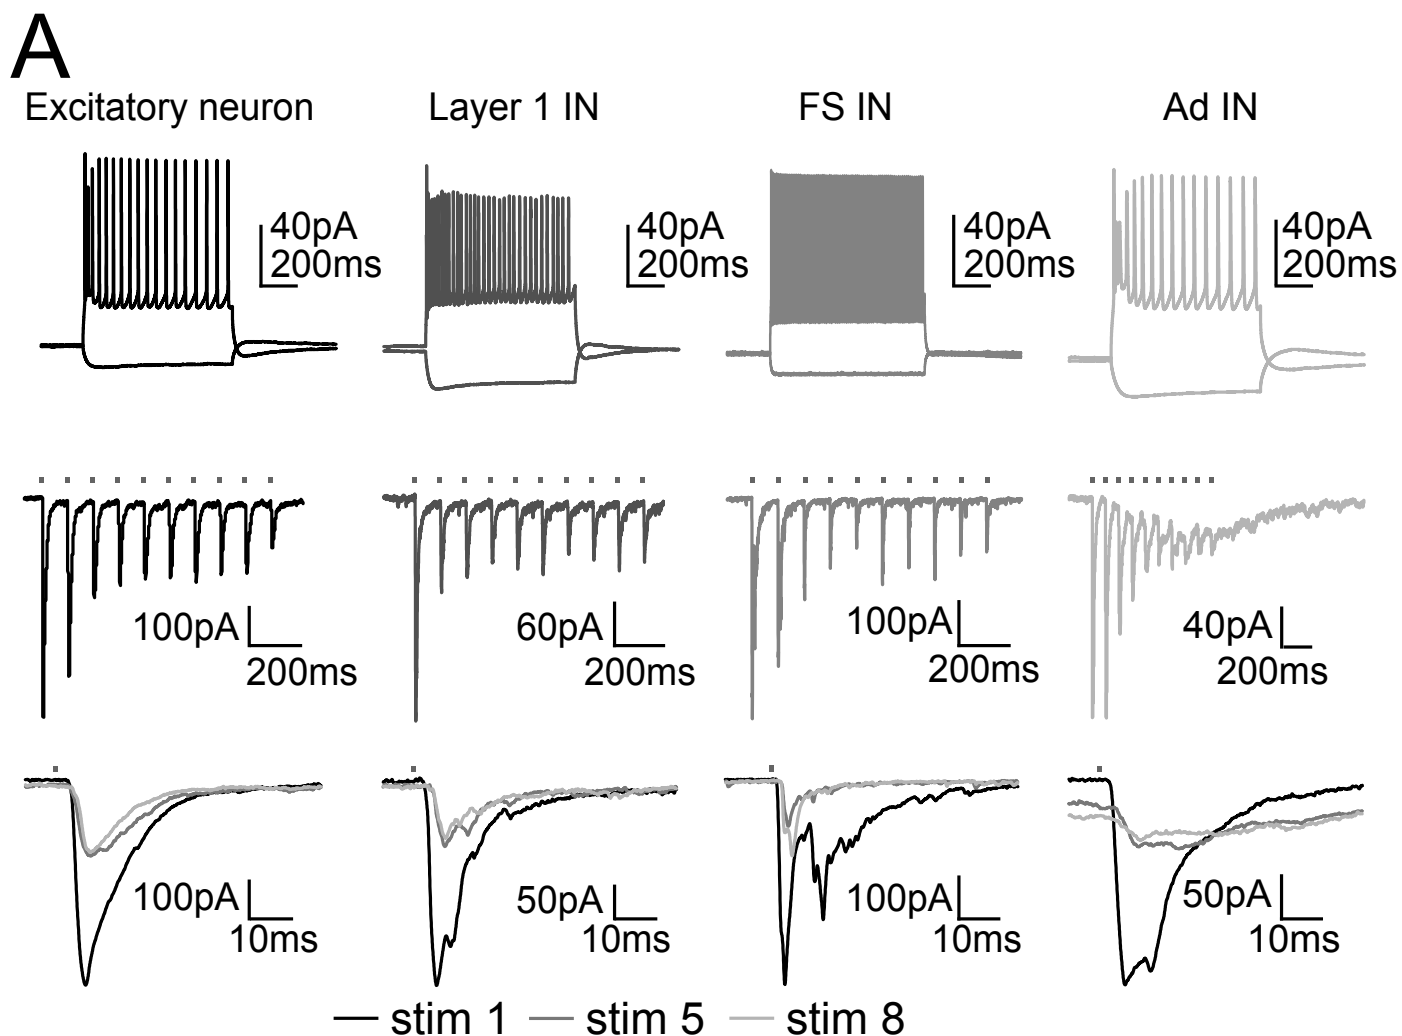 A
Excitatory neuron
Layer 1 IN
FS IN
Ad IN
40pA
200ms
40pA
200ms
40pA
200ms
40pA
200ms
100pA
200ms
60pA
200ms
100pA
200ms
40pA
200ms
100pA
10ms
50pA
10ms
100pA
10ms
50pA
10ms
stim 1
stim 5
stim 8